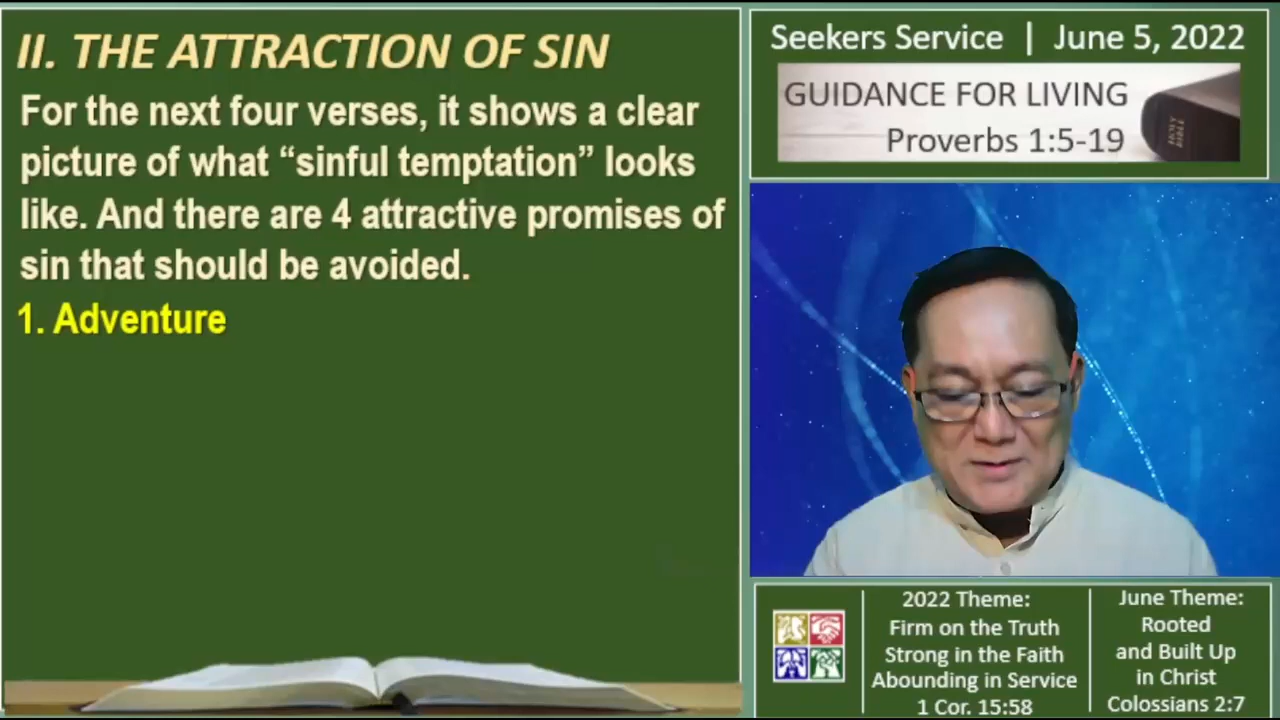 II. THE ATTRACTION OF SIN
For the next four verses, it shows a clear
picture of what “sinful temptation” looks
like. And there are 4 attractive promises of
sin that should be avoided.
1. Adventure
Seekers Service | June 5, 2022
GUIDANCE FOR LIVING
Proverbs 1:5-19
HOLY
BIBLE
2022 Theme:
Firm on the Truth
Strong in the Faith
Abounding in Service
1 Cor. 15:58
June Theme:
Rooted
and Built Up
in Christ
Colossians 2:7